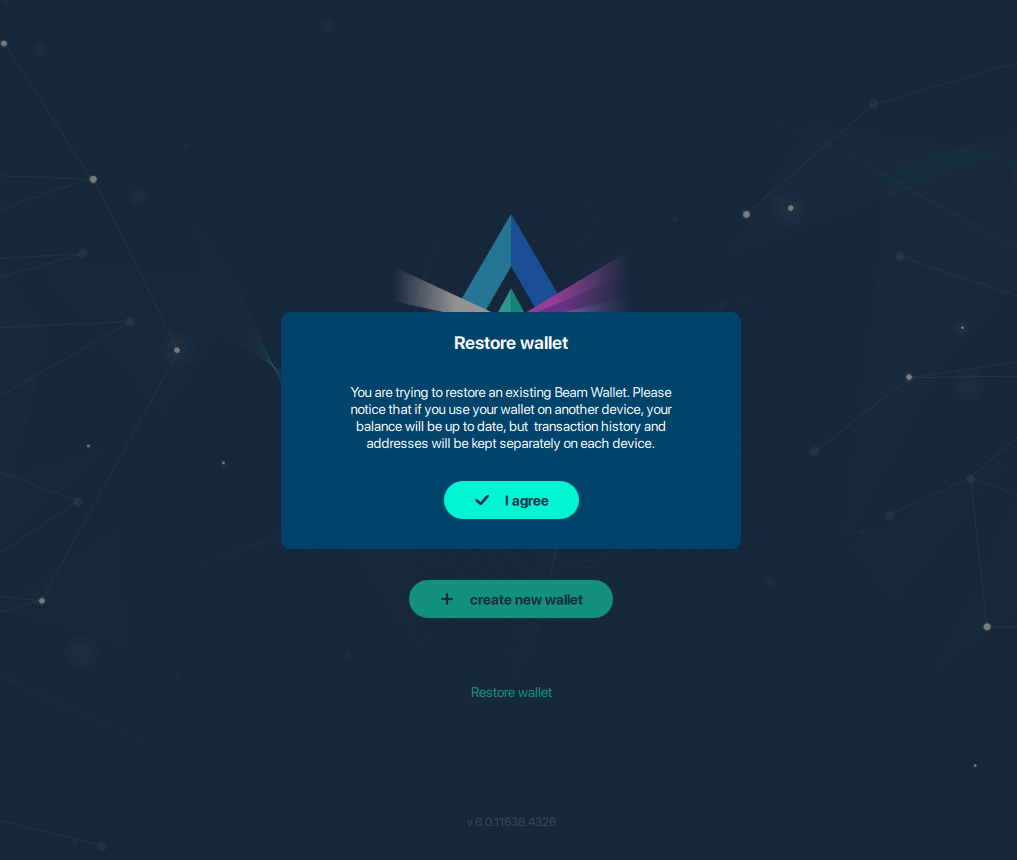 Restore wallet
You are trying to restore an existing Beam Wallet. Please
notice that if you use your wallet on another device, your
balance will be up to date, but  transaction history and
addresses will be kept separately on each device.
I agree
create new wallet
Restore wallet
v 6.0.11638.4326